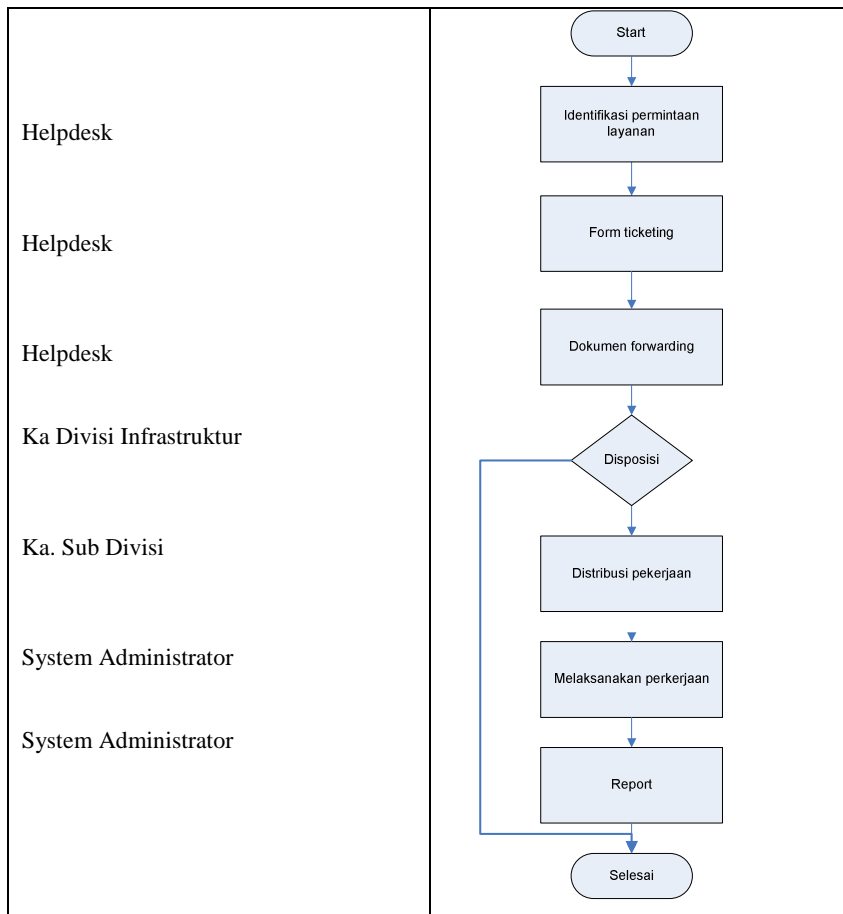 Start
Helpdesk
Identifikasi permintaan
layanan
Helpdesk
Form ticketing
Helpdesk
Dokumen forwarding
Ka Divisi Infrastruktur
Disposisi
Ka. Sub Divisi
Distribusi pekerjaan
System Administrator
Melaksanakan perkerjaan
System Administrator
Report
Selesai